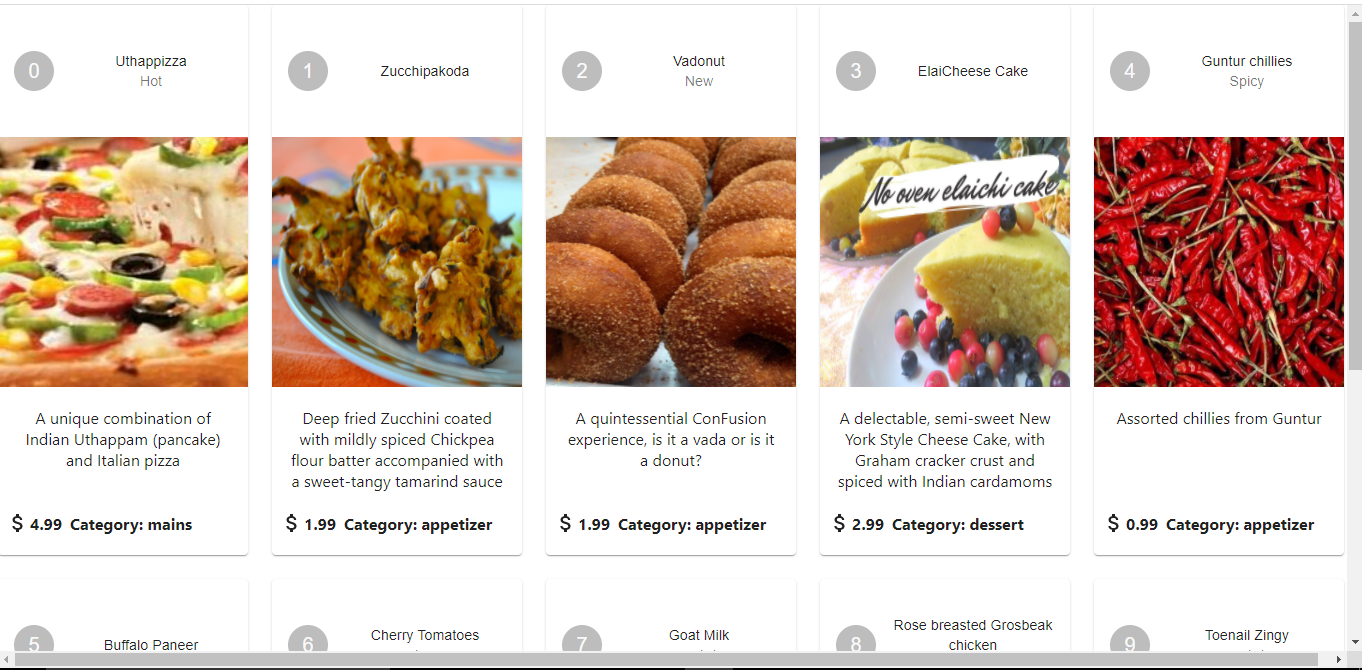 0
Uthappizza
Hot
1
Zucchipakoda
2
Vadonut
New
3
ElaiCheese Cake
4
Guntur chillies
Spicy
No oven elaichi cake
A unique combination of
Indian Uthappam (pancake)
and Italian pizza
$ 4.99 Category: mains
Deep fried Zucchini coated
with mildly spiced Chickpea
flour batter accompanied with
a sweet-tangy tamarind sauce
$ 1.99 Category: appetizer
A quintessential ConFusion
experience, is it a vada or is it
a donut?
$ 1.99 Category: appetizer
A delectable, semi-sweet New
York Style Cheese Cake, with
Graham cracker crust and
spiced with Indian cardamoms
$ 2.99 Category: dessert
Assorted chillies from Guntur
$ 0.99 Category: appetizer
5
Buffalo Paneer
6
Cherry Tomatoes
7
Goat Milk
8
Rose breasted Grosbeak
chicken
9
Toenail Zingy